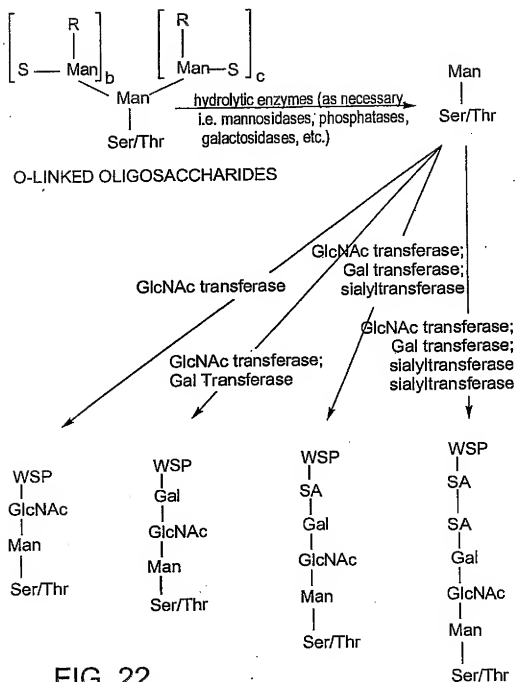 R R
S — Man b Man — S c
Man
Ser/Thr
hydrolytic enzymes (as necessary,
i.e. mannosidases, phosphatases,
galactosidases, etc.)
Man
Ser/Thr
O-LINKED OLIGOSACCHARIDES
GlcNAc transferase
GlcNAc transferase;
Gal Transferase
GlcNAc transferase;
Gal transferase;
sialyltransferase
GlcNAc transferase;
Gal transferase;
sialyltransferase
sialyltransferase
WSP
GlcNAc
Man
Ser/Thr
WSP
Gal
GlcNAc
Man
Ser/Thr
WSP
SA
Gal
GlcNAc
Man
Ser/Thr
WSP
SA
SA
Gal
GlcNAc
Man
Ser/Thr
FIG. 22